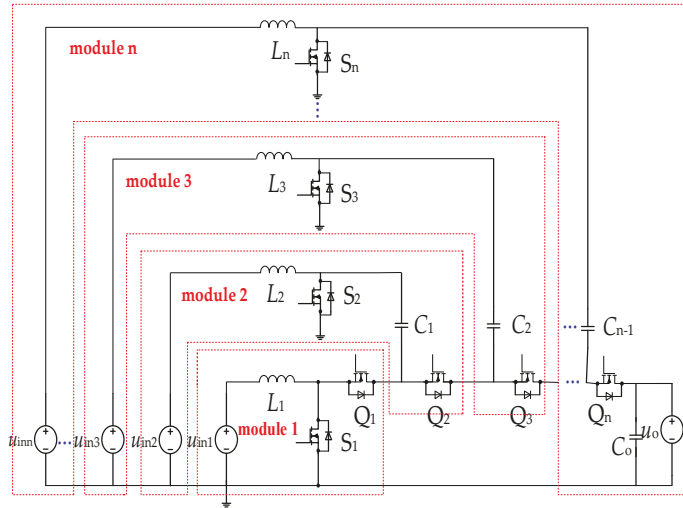 module n
Ln
Sn
module 3
L3
S3
module 2
L2
S2
C1
C2
Cn-1
L1
Q1
Q2
Q3
Qn
uinn
uin3
uin2
uin1
module 1
S1
Co
uo